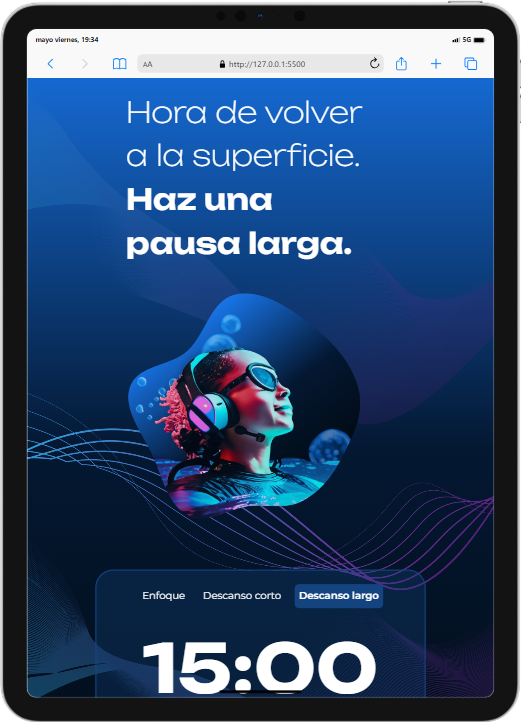 mayo viernes, 19:34
5G
AA
http://127.0.0.1:5500
Hora de volver
a la superficie.
Haz una
pausa larga.
Enfoque Descanso corto Descanso largo
15:00